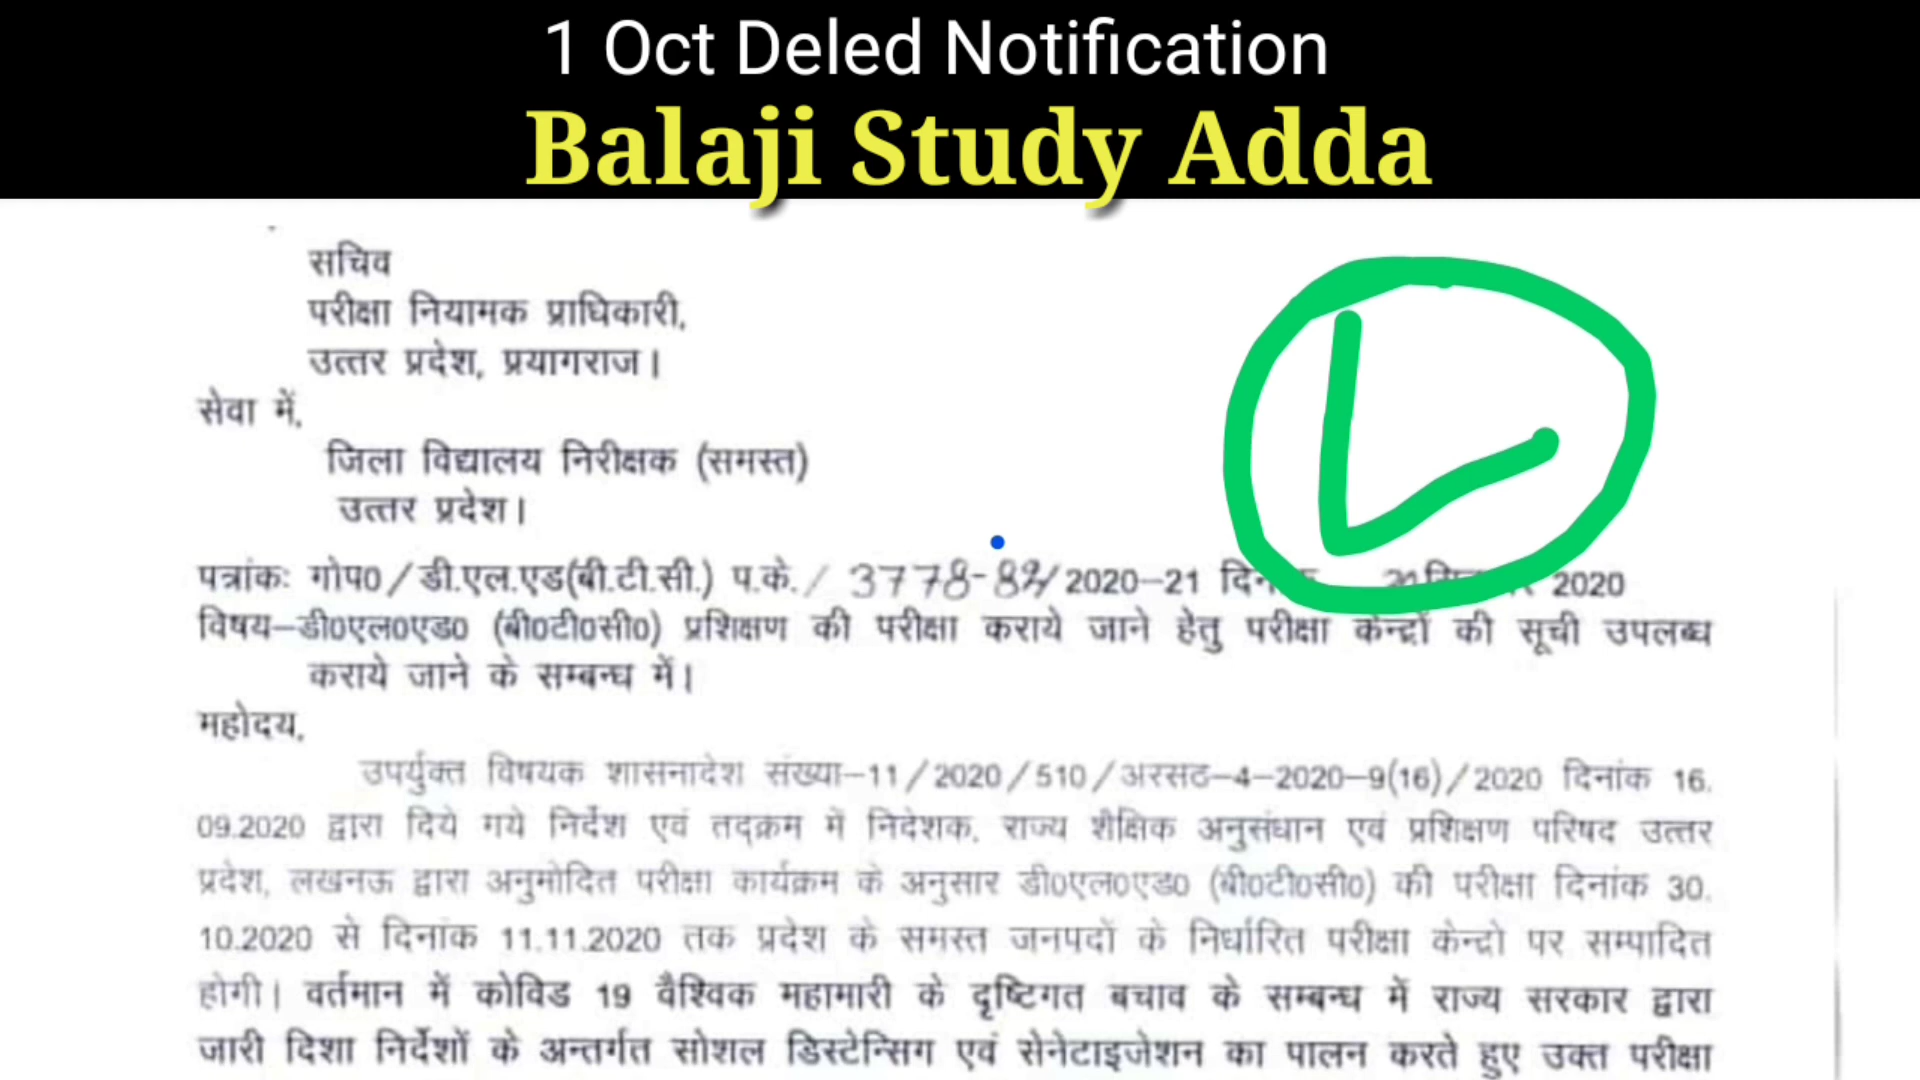 1 Oct Deled Notification
Balaji Study Adda
सचिव
परीक्षा नियामक प्राधिकारी,
उत्तर प्रदेश, प्रयागराज।
सेवा में,
जिला विद्यालय निरीक्षक (समस्त)
उत्तर प्रदेश।
पत्रांकः गोप0/डी.एल.एड(बी.टी.सी.) प.के./ 3778- /2020–21 2020
विषय–डी0एल0एड0 (बी0टी0सी0) प्रशिक्षण की परीक्षा कराये जाने हेतु परीक्षा केन्द्रों की सूची उपलब्ध
कराये जाने के सम्बन्ध में।
महोदय,
उपर्युक्त विषयक शासनादेश संख्या–11/2020/510/अरसठ–4–2020–9(16)/2020 दिनांक 16.
09.2020 द्वारा दिये गये निर्देश एवं तद्क्रम में निदेशक, राज्य शैक्षिक अनुसंधान एवं प्रशिक्षण परिषद उत्तर
प्रदेश, लखनऊ द्वारा अनुमोदित परीक्षा कार्यक्रम के अनुसार डी0एल0एड0 (बी0टी0सी0) की परीक्षा दिनांक 30.
10.2020 से दिनांक 11.11.2020 तक प्रदेश के समस्त जनपदों के निर्धारित परीक्षा केन्द्रो पर सम्पादित
होगी। वर्तमान में कोविड 19 वैश्विक महामारी के दृष्टिगत बचाव के सम्बन्ध में राज्य सरकार द्वारा
जारी दिशा निर्देशों के अन्तर्गत सोशल डिस्टेन्सिग एवं सेनेटाइजेशन का पालन करते हुए उक्त परीक्षा